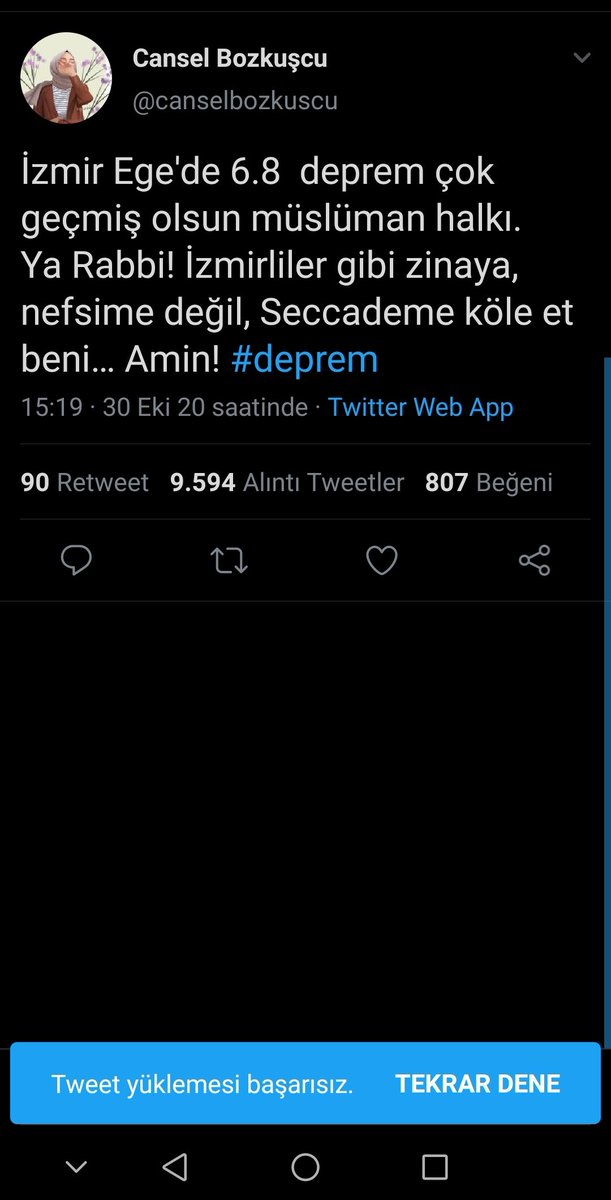 Cansel Bozkuşcu
@canselbozkuscu
İzmir Ege'de 6.8  deprem çok
geçmiş olsun müslüman halkı.
Ya Rabbi! İzmirliler gibi zinaya,
nefsime değil, Seccademe köle et
beni... Amin! #deprem
15:19 · 30 Eki 20 saatinde · Twitter Web App
90 Retweet 9.594 Alıntı Tweetler 807 Beğeni
Tweet yüklemesi başarısız. TEKRAR DENE